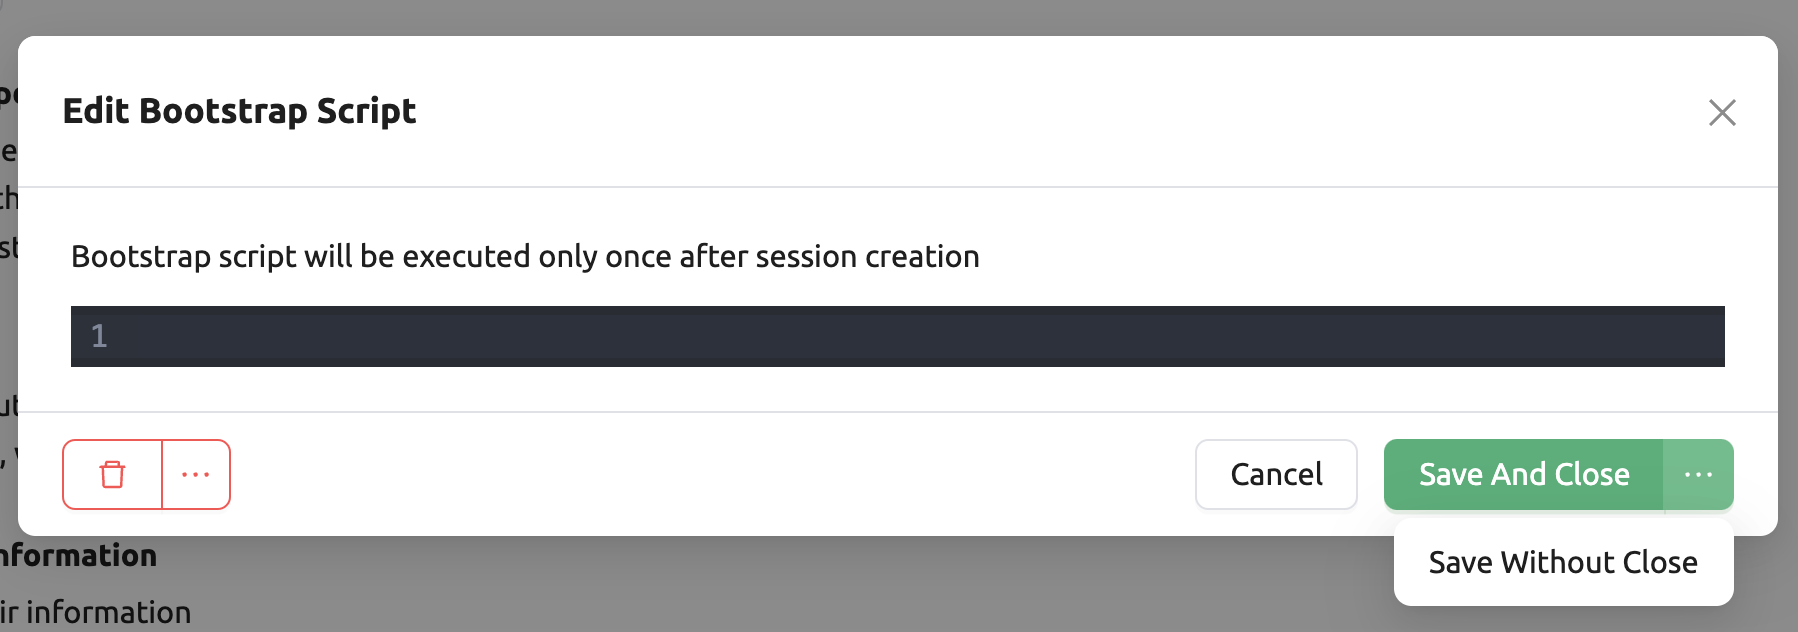 Edit Bootstrap Script
Bootstrap script will be executed only once after session creation
1
Cancel
Save And Close
Save Without Close
ir information